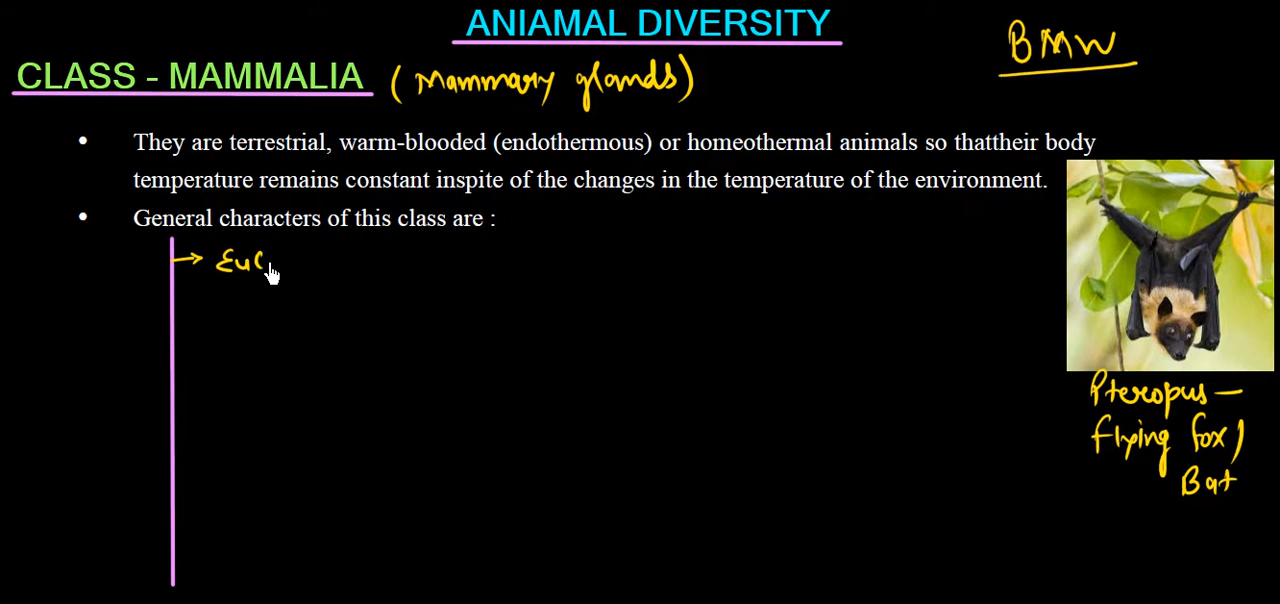 ANIAMAL DIVERSITY
BMW
CLASS - MAMMALIA (Mammary glands)
• They are terrestrial, warm-blooded (endothermous) or homeothermal animals so thattheir body
temperature remains constant inspite of the changes in the temperature of the environment.
• General characters of this class are :
→ Euc
Pteropus -
flying fox)
Bat